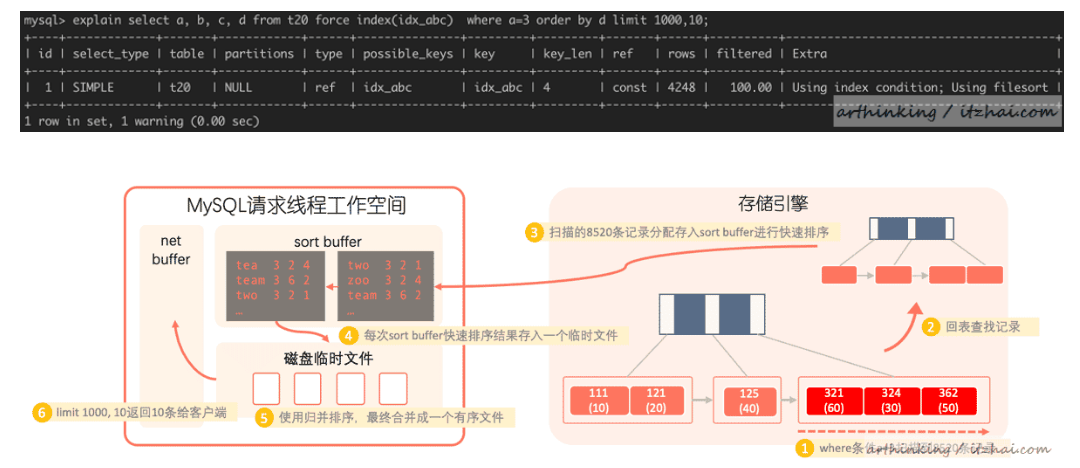 mysql> explain select a, b, c, d from t20 force index(idx_abc)  where a=3 order by d limit 1000,10;
+----+-------------+-------+------------+------+---------------+---------+---------+-------+------+----------+---------------------------------------+
| id | select_type | table | partitions | type | possible_keys | key     | key_len | ref   | rows | filtered | Extra                                 |
+----+-------------+-------+------------+------+---------------+---------+---------+-------+------+----------+---------------------------------------+
|  1 | SIMPLE      | t20   | NULL       | ref  | idx_abc       | idx_abc | 4       | const | 4248 |   100.00 | Using index condition; Using filesort |
+----+-------------+-------+------------+------+---------------+---------+---------+-------+------+----------+---------------------------------------+
1 row in set, 1 warning (0.00 sec)
arthinking / itzhai.com
MySQL请求线程工作空间
net
buffer
sort buffer
tea 3 2 4
team 3 6 2
two 3 2 1
…
two 3 2 1
zoo 3 2 4
team 3 6 2
…
4 每次sort buffer快速排序结果存入一个临时文件
磁盘临时文件
5 使用归并排序，最终合并成一个有序文件
6 limit 1000, 10返回10条给客户端
存储引擎
3 扫描的8520条记录分配存入sort buffer进行快速排序
2 回表查找记录
111
(10)
121
(20)
125
(40)
321
(60)
324
(30)
362
(50)
1 where条件
8520条记录
arthinking / itzhai.com